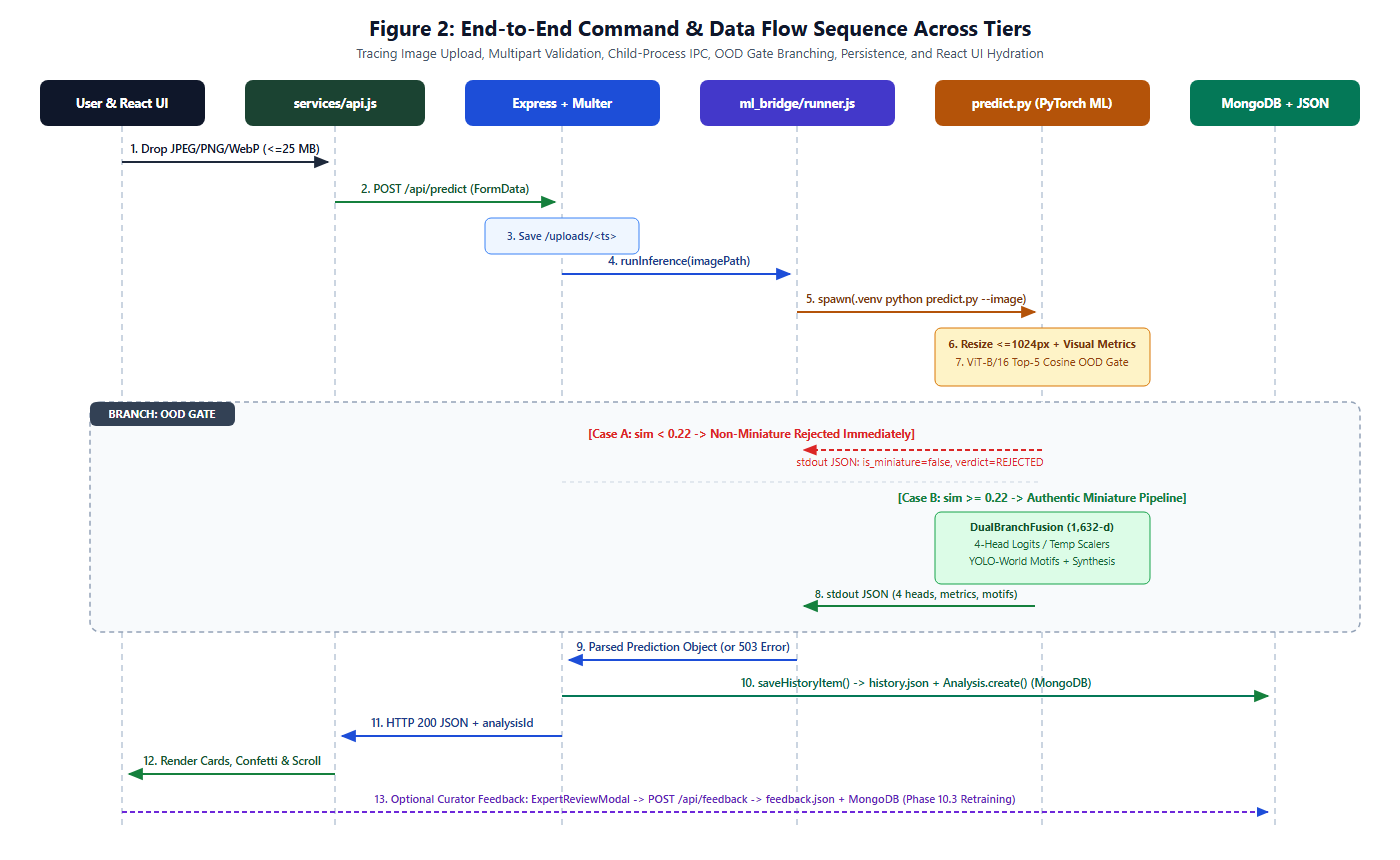 Figure 2: End-to-End Command & Data Flow Sequence Across Tiers
Tracing Image Upload, Multipart Validation, Child-Process IPC, OOD Gate Branching, Persistence, and React UI Hydration
User & React UI
services/api.js
Express + Multer
ml_bridge/runner.js
predict.py (PyTorch ML)
MongoDB + JSON
1. Drop JPEG/PNG/WebP (<=25 MB)
2. POST /api/predict (FormData)
3. Save /uploads/<ts>
4. runInference(imagePath)
5. spawn(.venv python predict.py --image)
6. Resize <=1024px + Visual Metrics
7. ViT-B/16 Top-5 Cosine OOD Gate
BRANCH: OOD GATE
[Case A: sim < 0.22 -> Non-Miniature Rejected Immediately]
stdout JSON: is_miniature=false, verdict=REJECTED
[Case B: sim >= 0.22 -> Authentic Miniature Pipeline]
DualBranchFusion (1,632-d)
4-Head Logits / Temp Scalers
YOLO-World Motifs + Synthesis
8. stdout JSON (4 heads, metrics, motifs)
9. Parsed Prediction Object (or 503 Error)
10. saveHistoryItem() -> history.json + Analysis.create() (MongoDB)
11. HTTP 200 JSON + analysisId
12. Render Cards, Confetti & Scroll
13. Optional Curator Feedback: ExpertReviewModal -> POST /api/feedback -> feedback.json + MongoDB (Phase 10.3 Retraining)